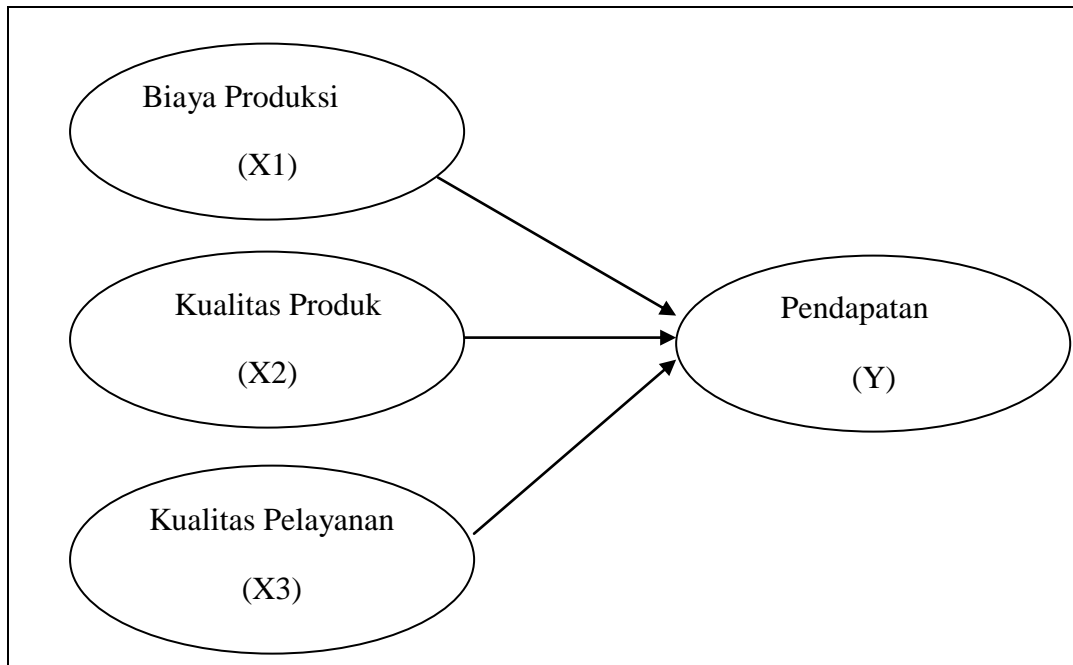 Biaya Produksi
(X1)
Kualitas Produk
(X2)
Kualitas Pelayanan
(X3)
Pendapatan
(Y)